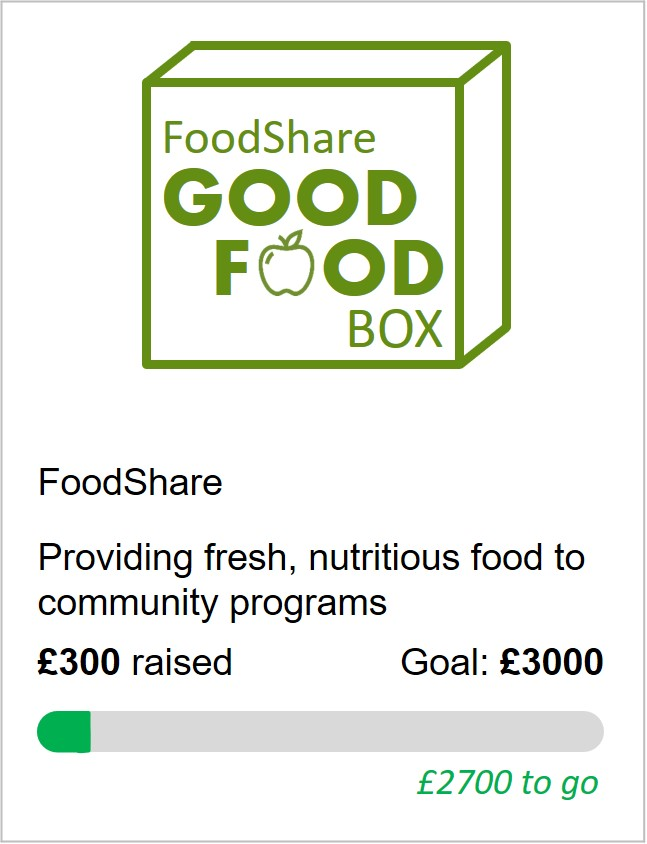 FoodShare
GOOD
FOOD
BOX
FoodShare
Providing fresh, nutritious food to
community programs
£300 raised Goal: £3000
£2700 to go